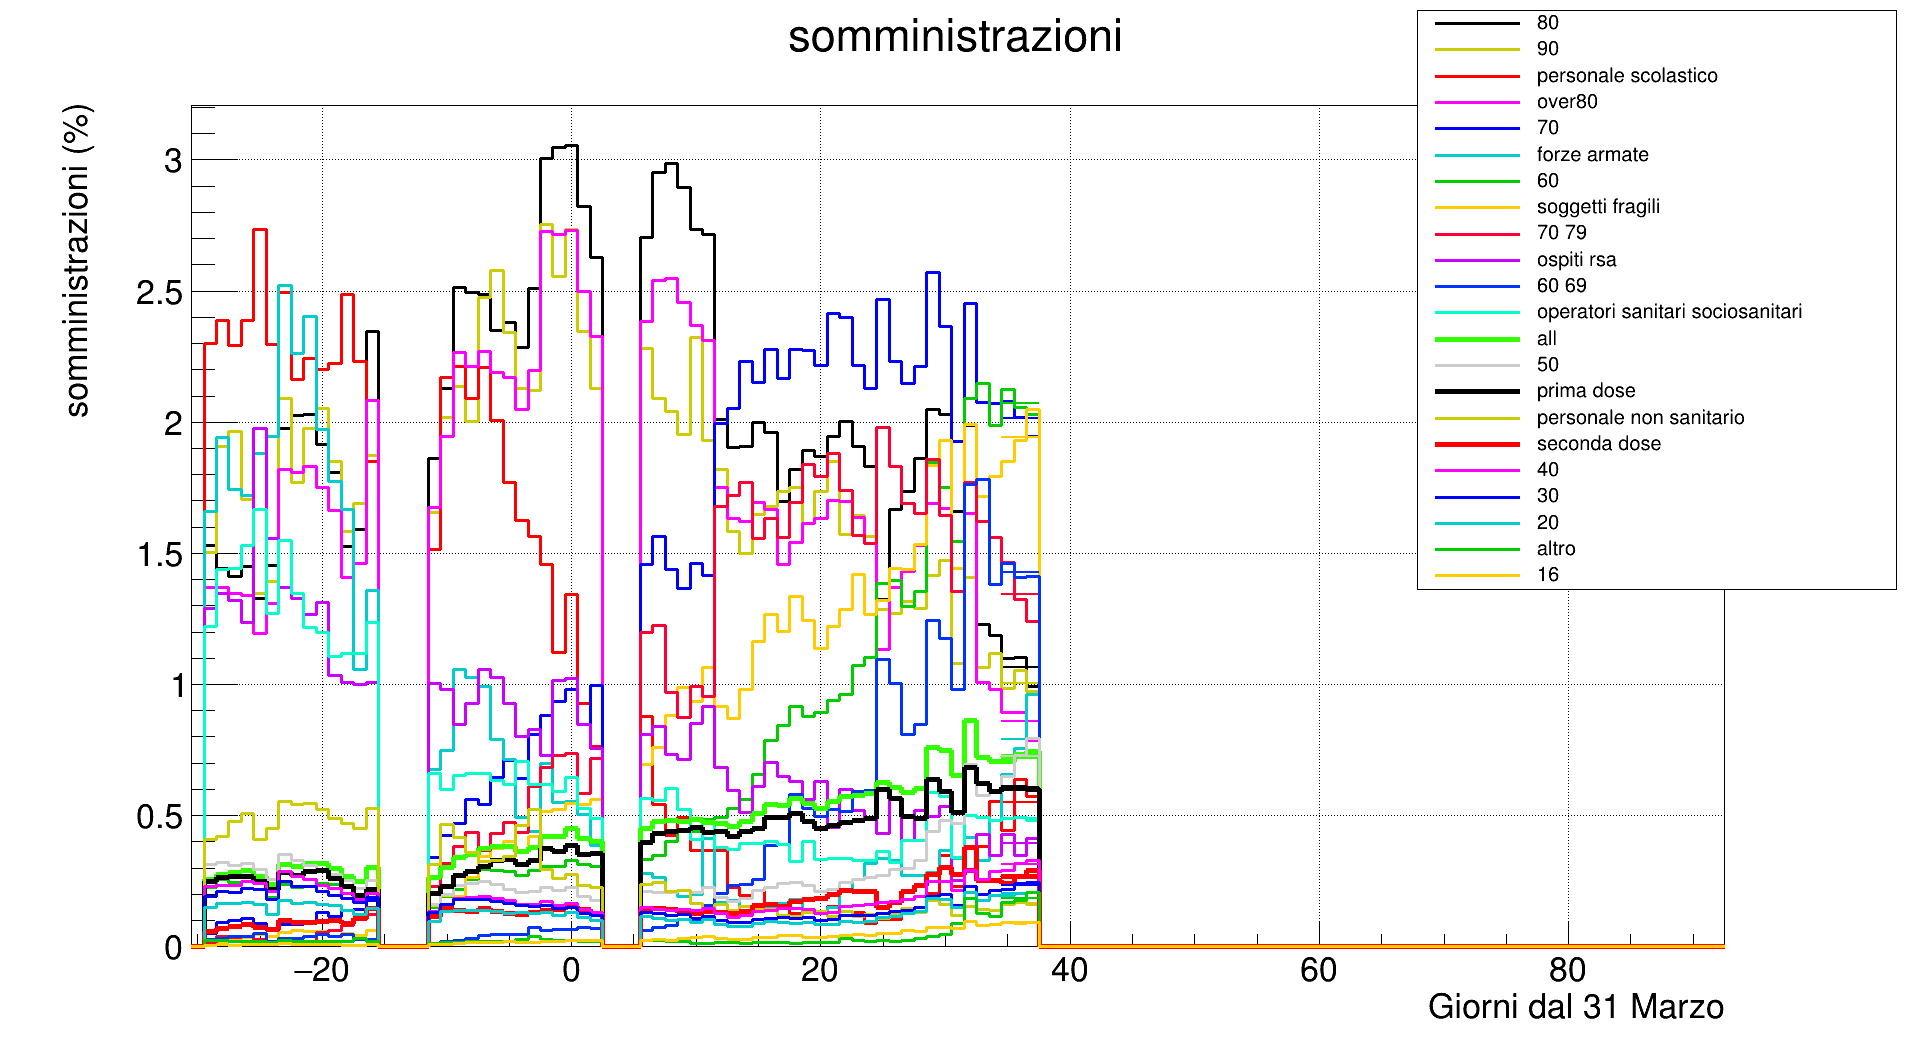 somministrazioni
somministrazioni (%)
3
2.5
2
1.5
1
0.5
0
−20
0
20
40
60
80
Giorni dal 31 Marzo
80
90
personale scolastico
over80
70
forze armate
60
soggetti fragili
70 79
ospiti rsa
60 69
operatori sanitari sociosanitari
all
50
prima dose
personale non sanitario
seconda dose
40
30
20
altro
16